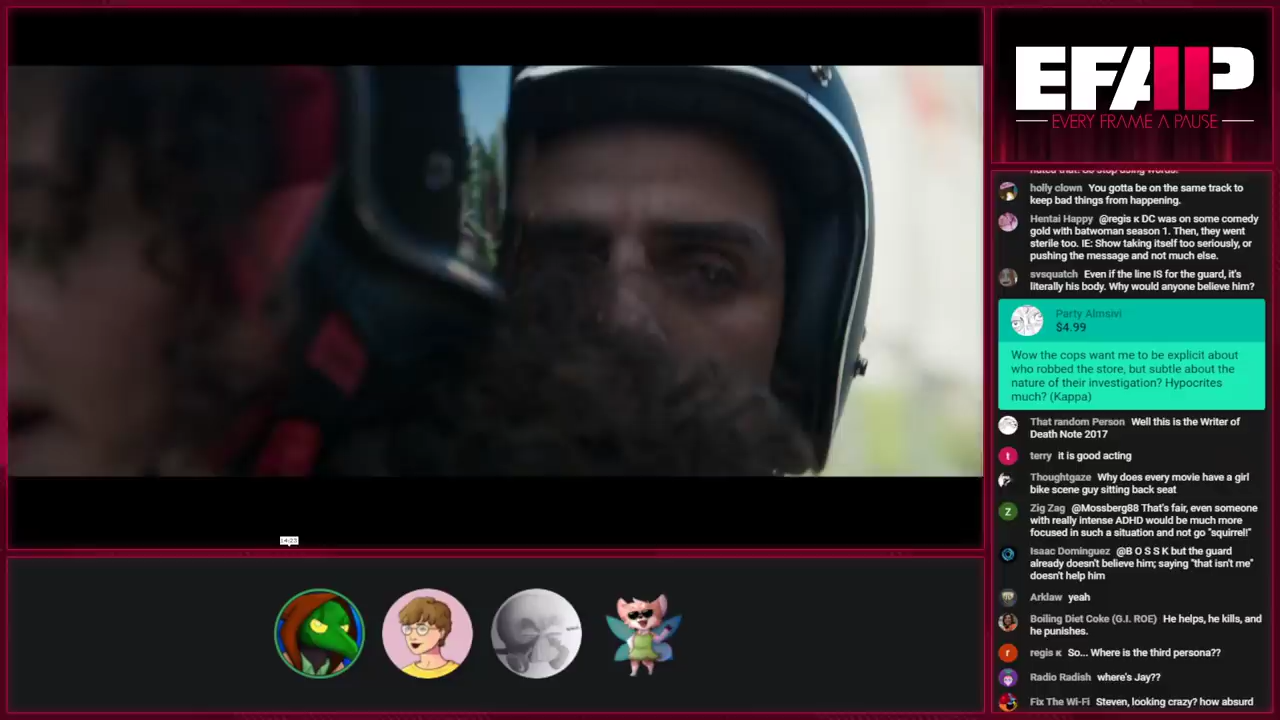 EFAP
EVERY FRAME A PAUSE
holly clown You gotta be on the same track to
keep bad things from happening.
Hentai Happy @regis ĸ DC was on some comedy
gold with batwoman season 1. Then, they went
sterile too. IE: Show taking itself too seriously, or
pushing the message and not much else.
svsquatch Even if the line IS for the guard, it's
literally his body. Why would anyone believe him?
Party Almsivi
$4.99
Wow the cops want me to be explicit about
who robbed the store, but subtle about the
nature of their investigation? Hypocrites
much? (Kappa)
That random Person Well this is the Writer of
Death Note 2017
t
terry it is good acting
Thoughtgaze Why does every movie have a girl
bike scene guy sitting back seat
Z
Zig Zag @Mossberg88 That's fair, even someone
with really intense ADHD would be much more
focused in such a situation and not go "squirrel!"
Isaac Dominguez @B O S S K but the guard
already doesn't believe him; saying "that isn't me"
doesn't help him
Arklaw yeah
Boiling Diet Coke (G.I. ROE) He helps, he kills, and
he punishes.
r
regis ĸ So... Where is the third persona??
Radio Radish where's Jay??
Fix The Wi-Fi Steven, looking crazy? how absurd
14:23